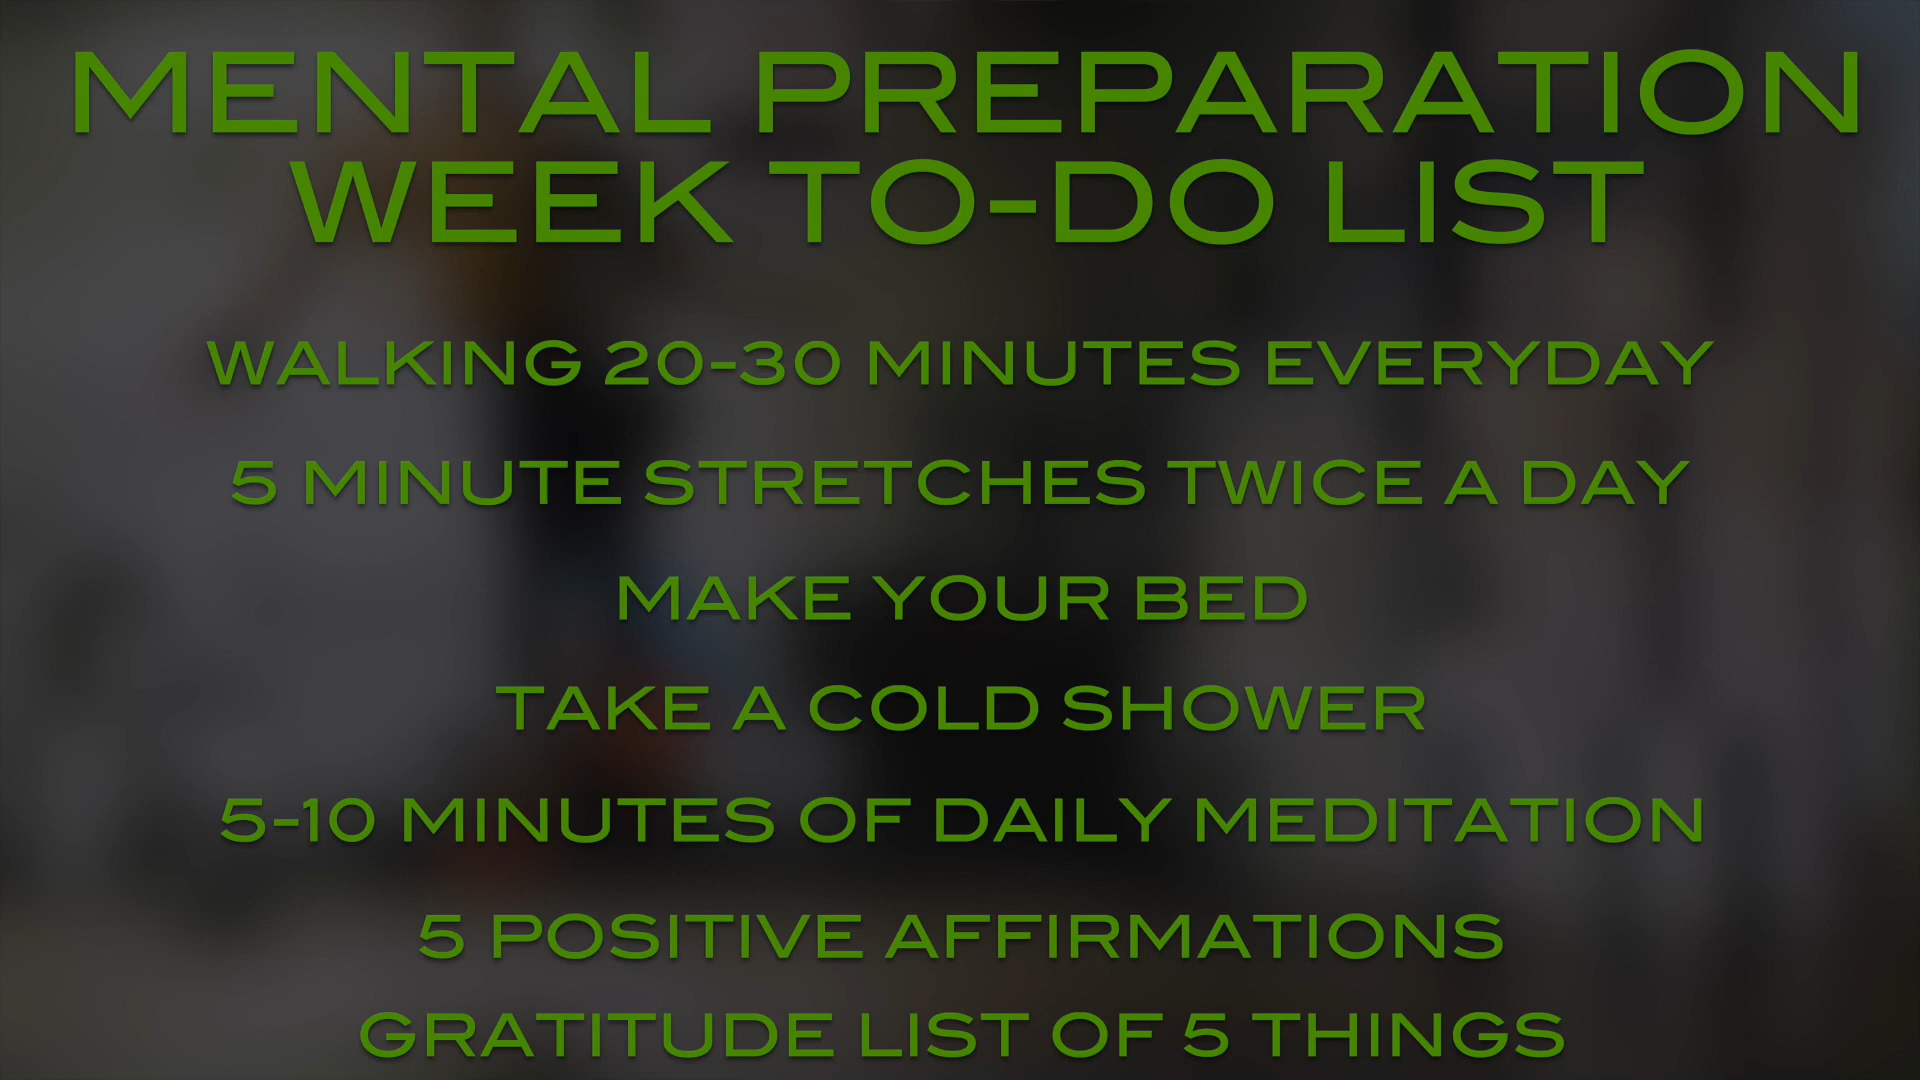 MENTAL PREPARATION
WEEK TO-DO LIST
WALKING 20-30 MINUTES EVERYDAY
5 MINUTE STRETCHES TWICE A DAY
MAKE YOUR BED
TAKE A COLD SHOWER
5-10 MINUTES OF DAILY MEDITATION
5 POSITIVE AFFIRMATIONS
GRATITUDE LIST OF 5 THINGS